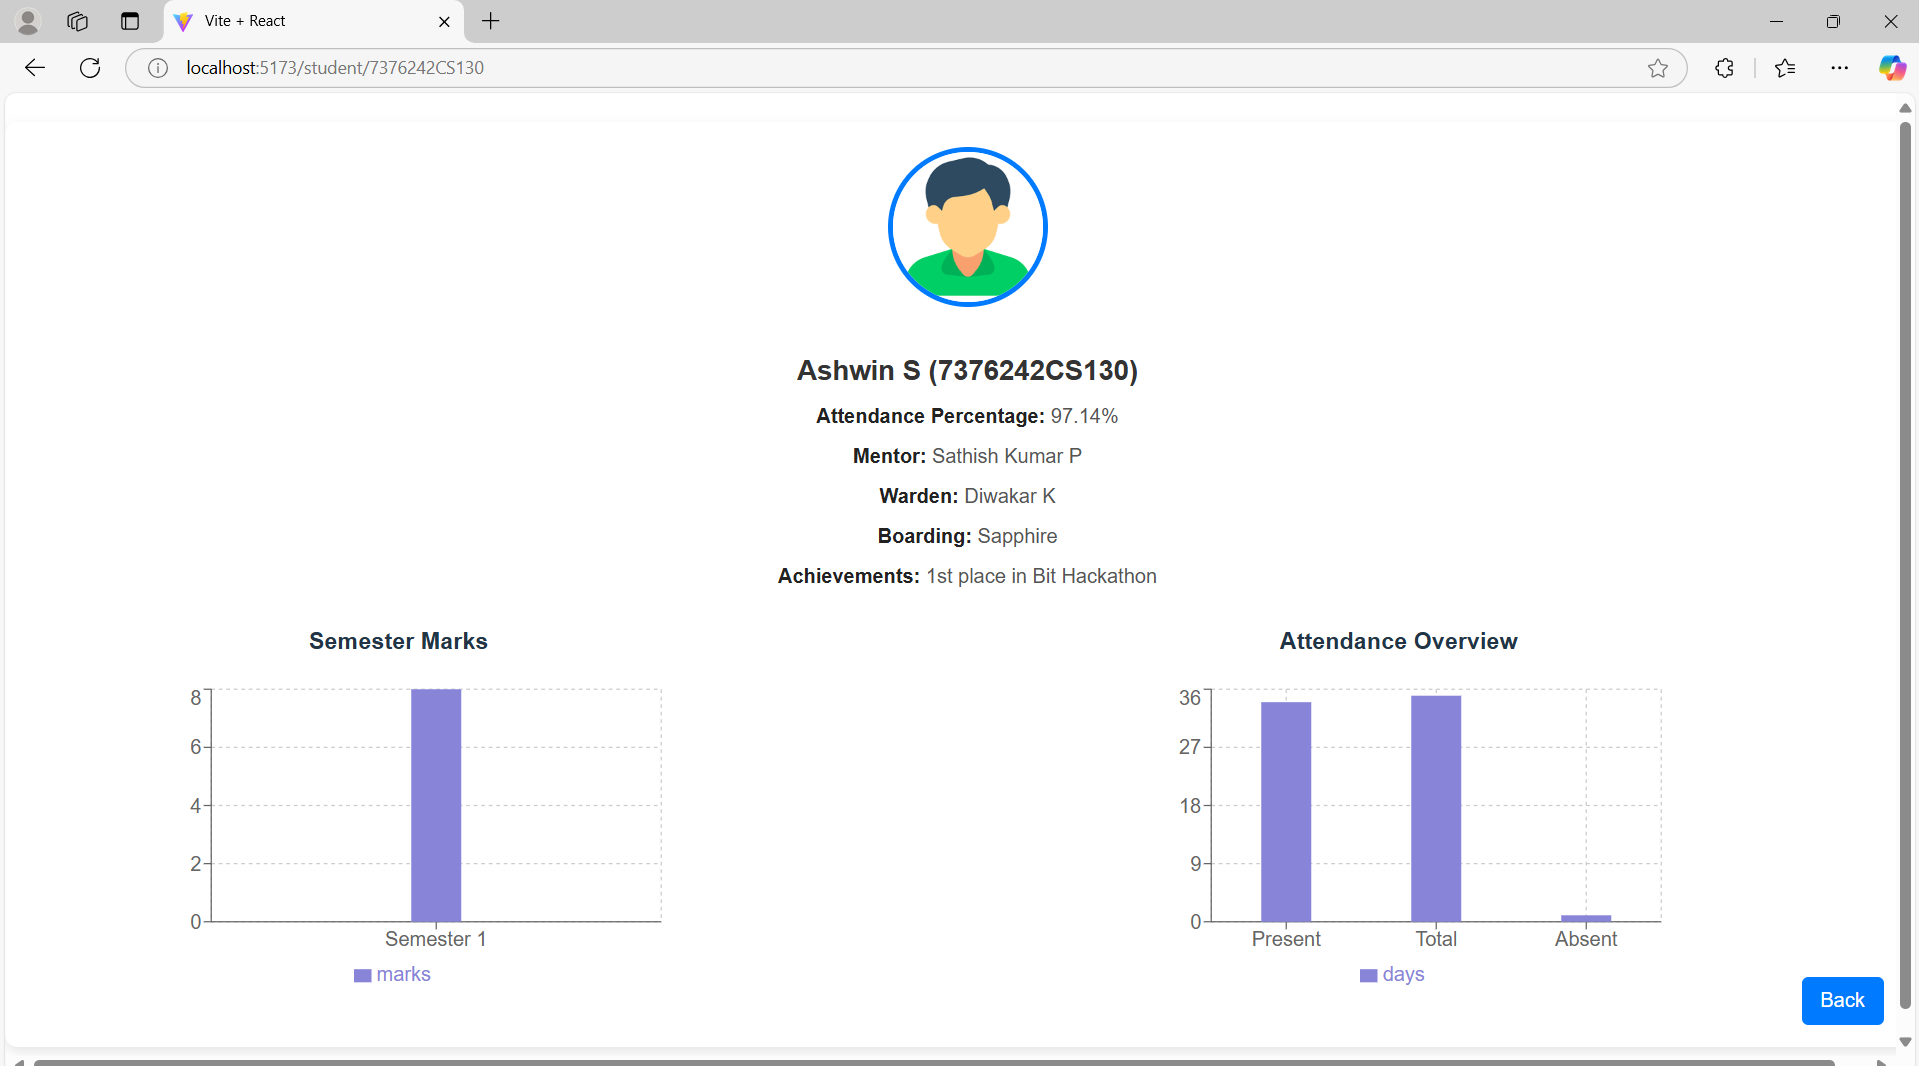 Vite + React
localhost:5173/student/7376242CS130
Ashwin S (7376242CS130)
Attendance Percentage: 97.14%
Mentor: Sathish Kumar P
Warden: Diwakar K
Boarding: Sapphire
Achievements: 1st place in Bit Hackathon
Semester Marks
8
6
4
2
0
Semester 1
marks
Attendance Overview
36
27
18
9
0
Present Total Absent
days
Back